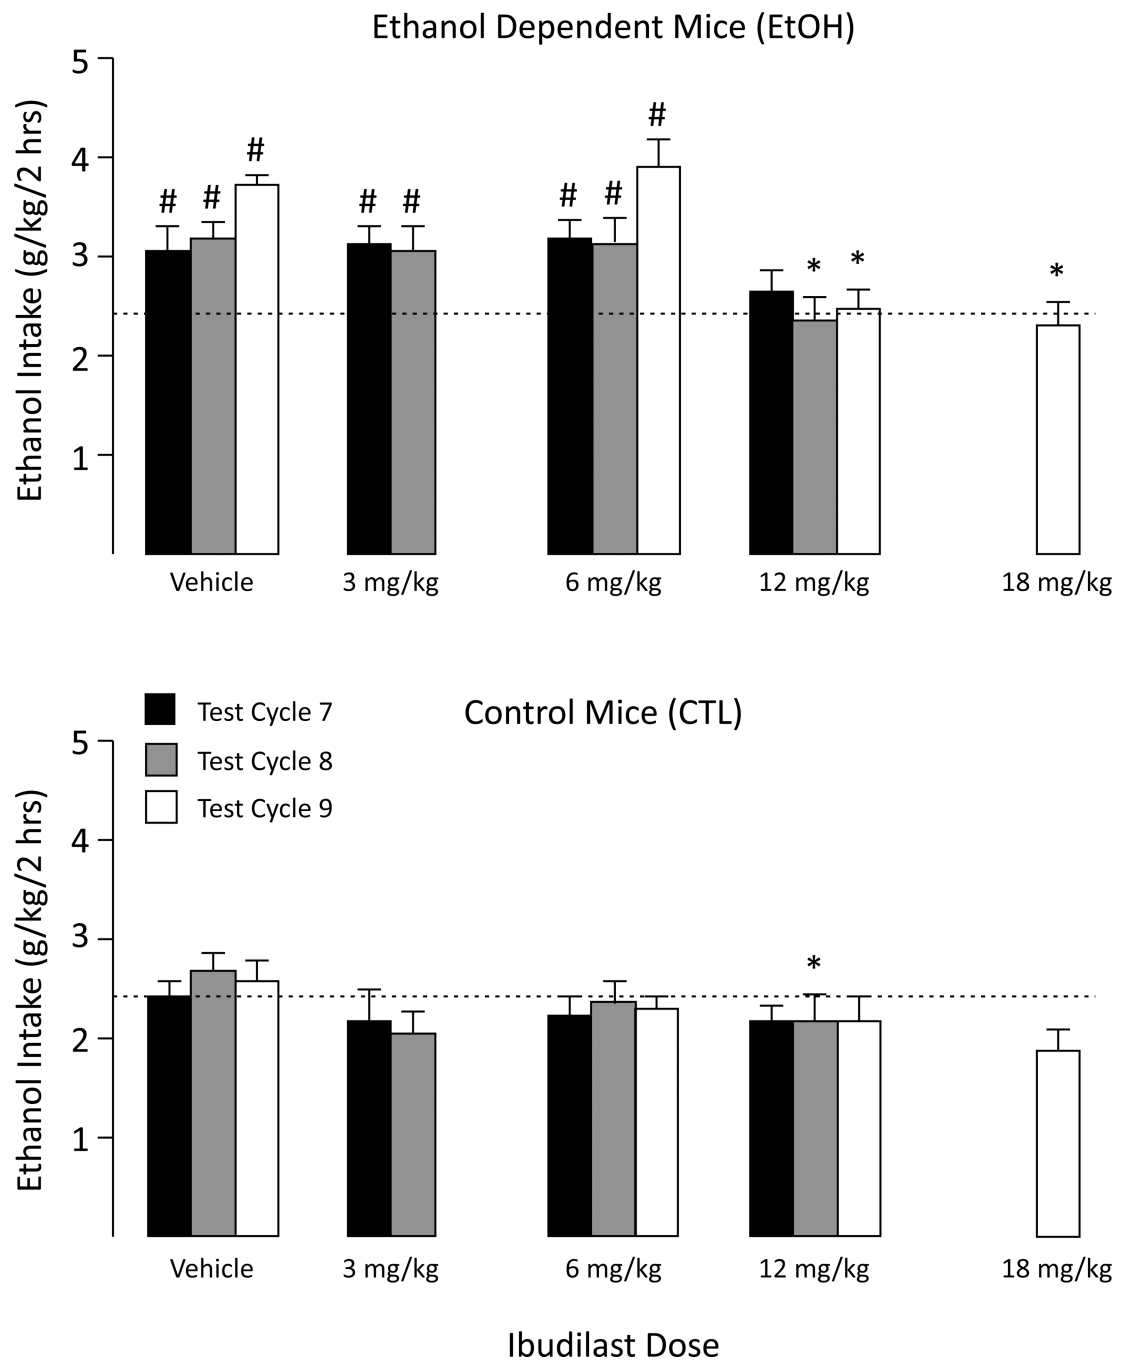 Ethanol Dependent Mice (EtOH)
Ethanol Intake (g/kg/2 hrs)
5
4
3
2
1
#
#
#
#
#
#
#
#
*
*
*
Vehicle
3 mg/kg
6 mg/kg
12 mg/kg
18 mg/kg
Control Mice (CTL)
Test Cycle 7
Test Cycle 8
Test Cycle 9
Ethanol Intake (g/kg/2 hrs)
5
4
3
2
1
*
Vehicle
3 mg/kg
6 mg/kg
12 mg/kg
18 mg/kg
Ibudilast Dose